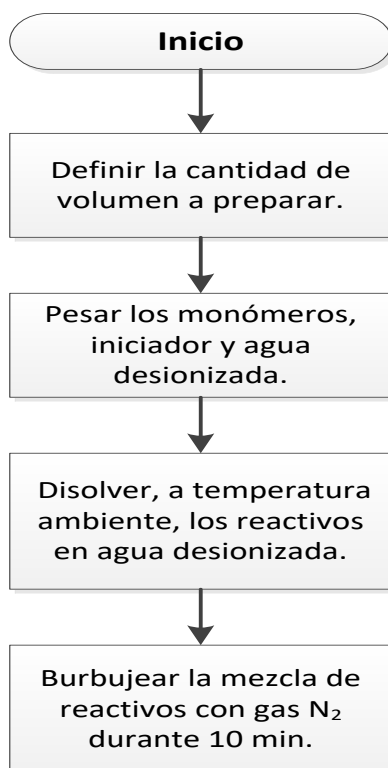 Inicio
Definir la cantidad de
volumen a preparar.
Pesar los monómeros,
iniciador y agua
desionizada.
Disolver, a temperatura
ambiente, los reactivos
en agua desionizada.
Burbujear la mezcla de
reactivos con gas N₂
durante 10 min.